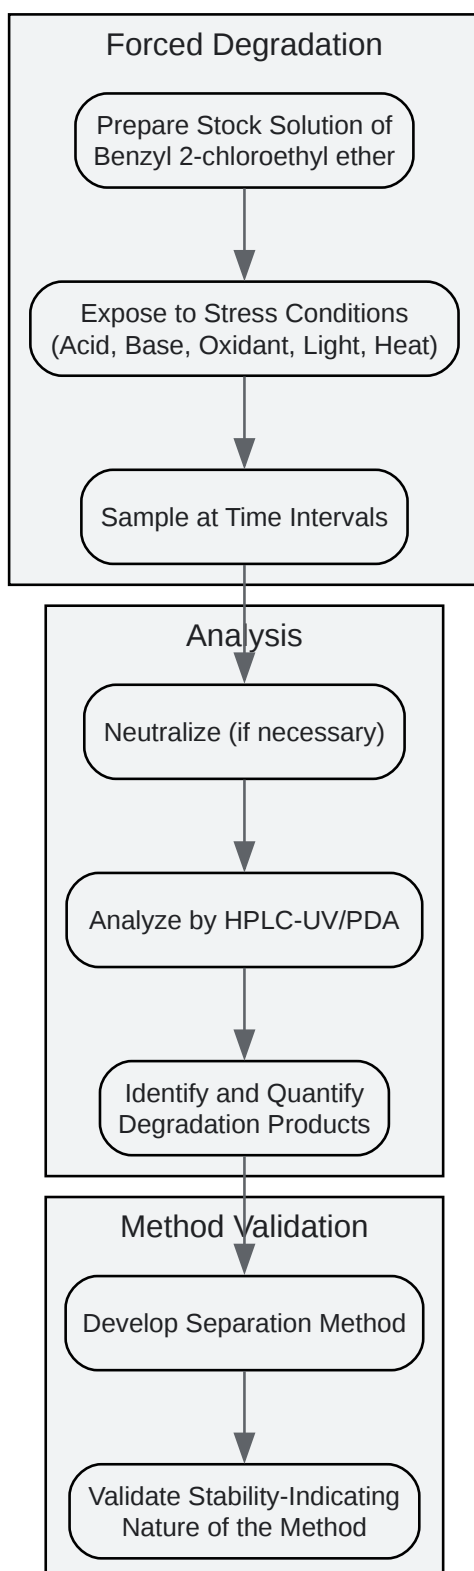 Forced Degradation
Prepare Stock Solution of
Benzyl 2-chloroethyl ether
Expose to Stress Conditions
(Acid, Base, Oxidant, Light, Heat)
Sample at Time Intervals
Analysis
Neutralize (if necessary)
Analyze by HPLC-UV/PDA
Identify and Quantify
Degradation Products
Method Validation
Develop Separation Method
Validate Stability-Indicating
Nature of the Method